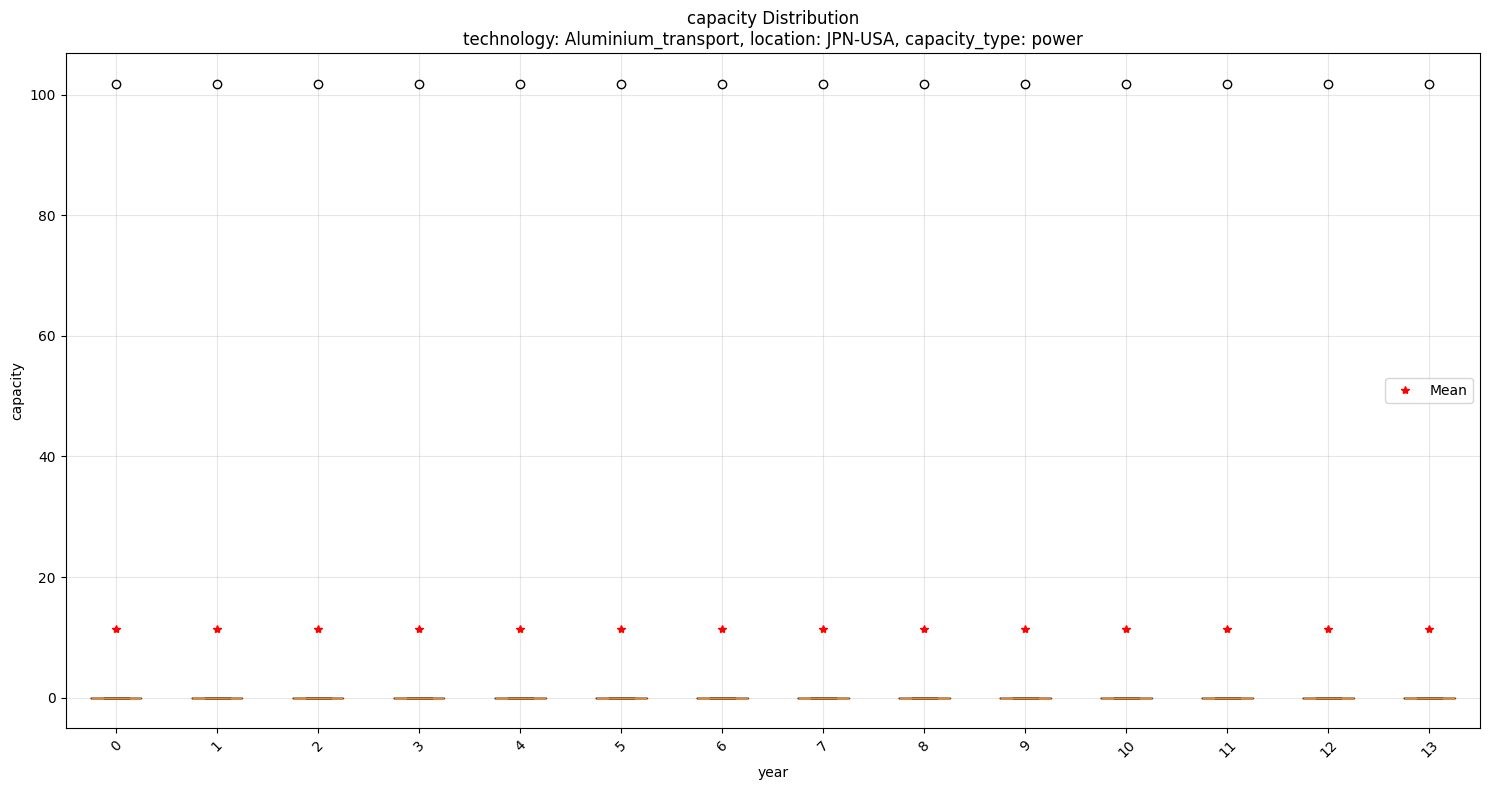 capacity Distribution
technology: Aluminium_transport, location: JPN-USA, capacity_type: power
100
80
60
40
20
0
capacity
Mean
0 1 2 3 4 5 6 7 8 9 10 11 12 13
year